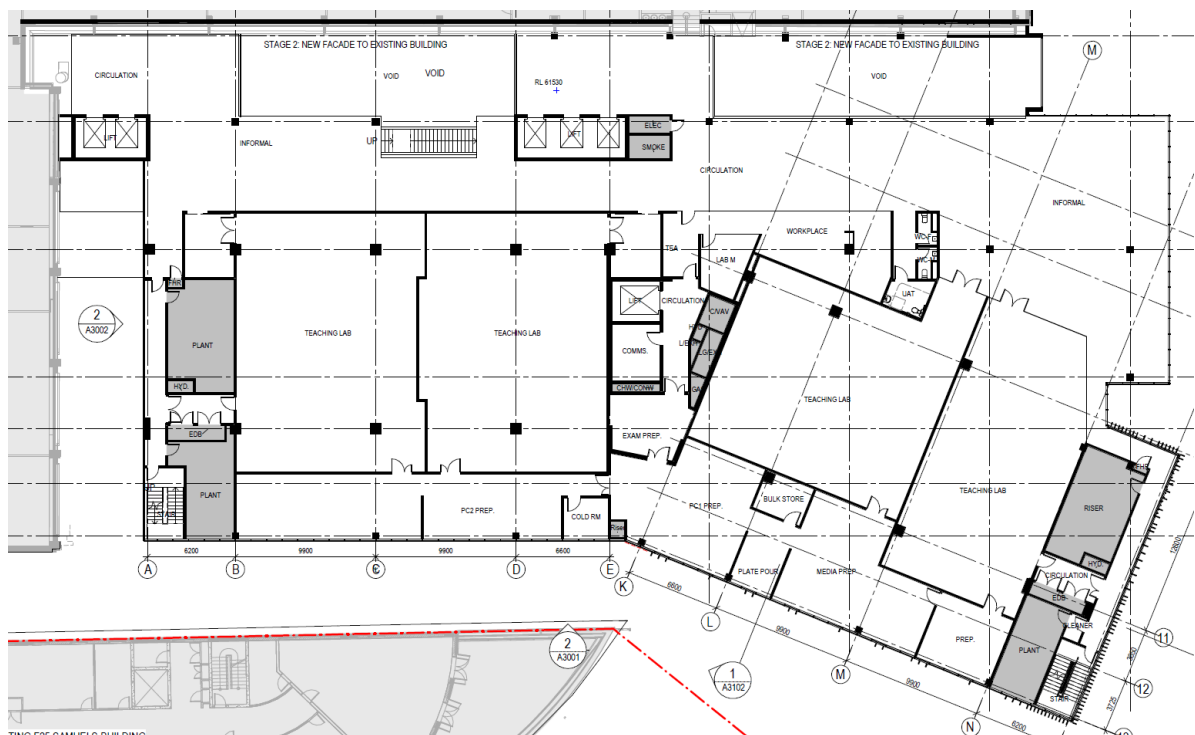 STAGE 2: NEW FACADE TO EXISTING BUILDING
STAGE 2: NEW FACADE TO EXISTING BUILDING
M
CIRCULATION
VOID
VOID
VOID
RL 61530
LIFT
INFORMAL
UP
LIFT
ELEC
SMOKE
CIRCULATION
INFORMAL
WORKPLACE
WC-F
WC-M
TSA
LAB M
UAT
FHR
LIFT
CIRCULATION
C/VAV
2
A3002
PLANT
TEACHING LAB
TEACHING LAB
HYD.
COMMS.
CHW/CONW
TEACHING LAB
EDB
EXAM PREP.
PLANT
STAIR
PC2 PREP.
COLD RM
Riser
PC1 PREP.
BULK STORE
TEACHING LAB
FHR
RISER
HYD.
6200
9900
9900
6600
A
B
C
D
E
K
PLATE POUR
MEDIA PREP
CIRCULATION
EDB
CLEANER
6600
L
9900
M
9900
N
6200
PREP.
PLANT
STAIR
11
12
3725
2
A3001
1
A3102